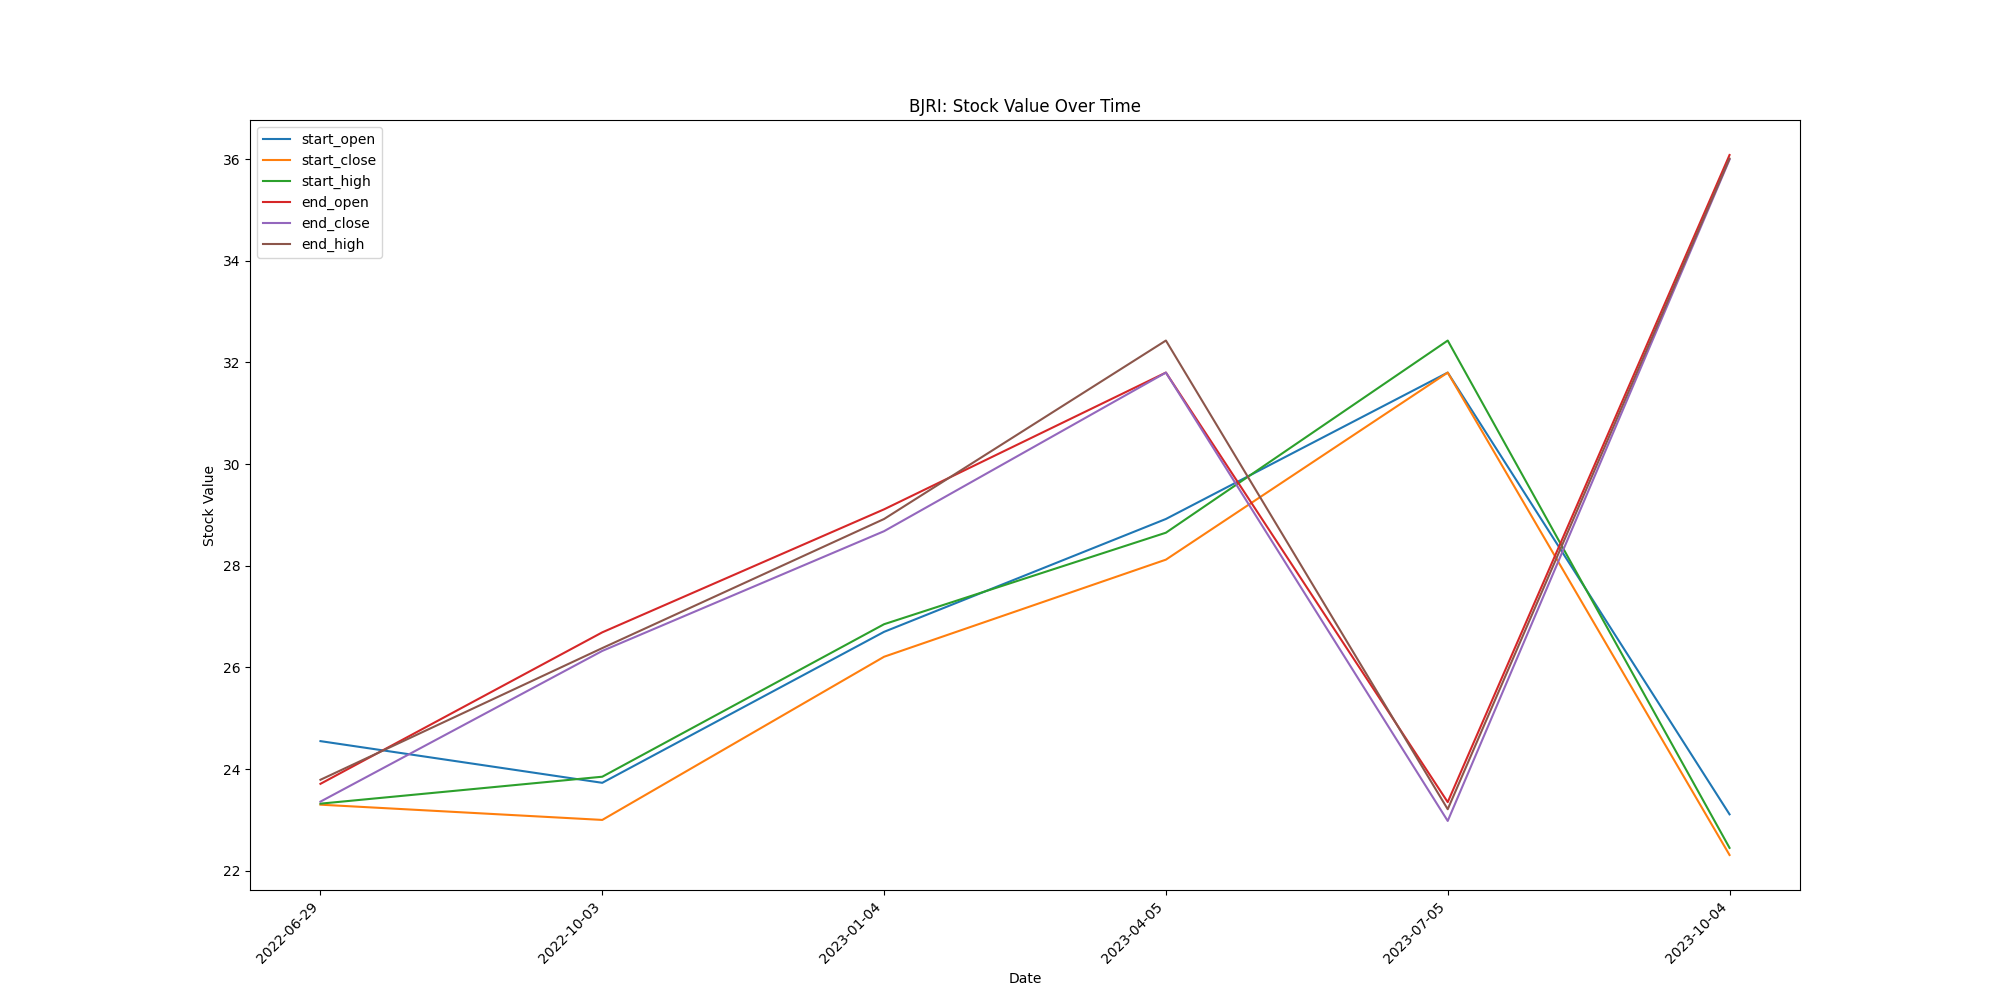 BJRI: Stock Value Over Time
start_open
start_close
start_high
end_open
end_close
end_high
Stock Value
36
34
32
30
28
26
24
22
2022-06-29
2022-10-03
2023-01-04
2023-04-05
2023-07-05
2023-10-04
Date